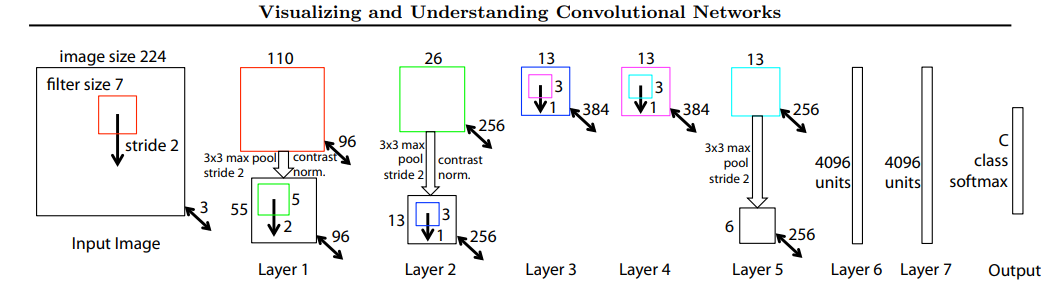 Visualizing and Understanding Convolutional Networks
image size 224
filter size 7
stride 2
3
Input Image
110
96
3x3 max pool
stride 2
contrast
norm.
55
5
2
96
Layer 1
26
256
3x3 max
pool
stride 2
contrast
norm.
13
3
1
256
Layer 2
13
3
1
384
Layer 3
13
3
1
384
Layer 4
13
256
3x3 max
pool
stride 2
6
256
Layer 5
4096
units
Layer 6
4096
units
Layer 7
C
class
softmax
Output